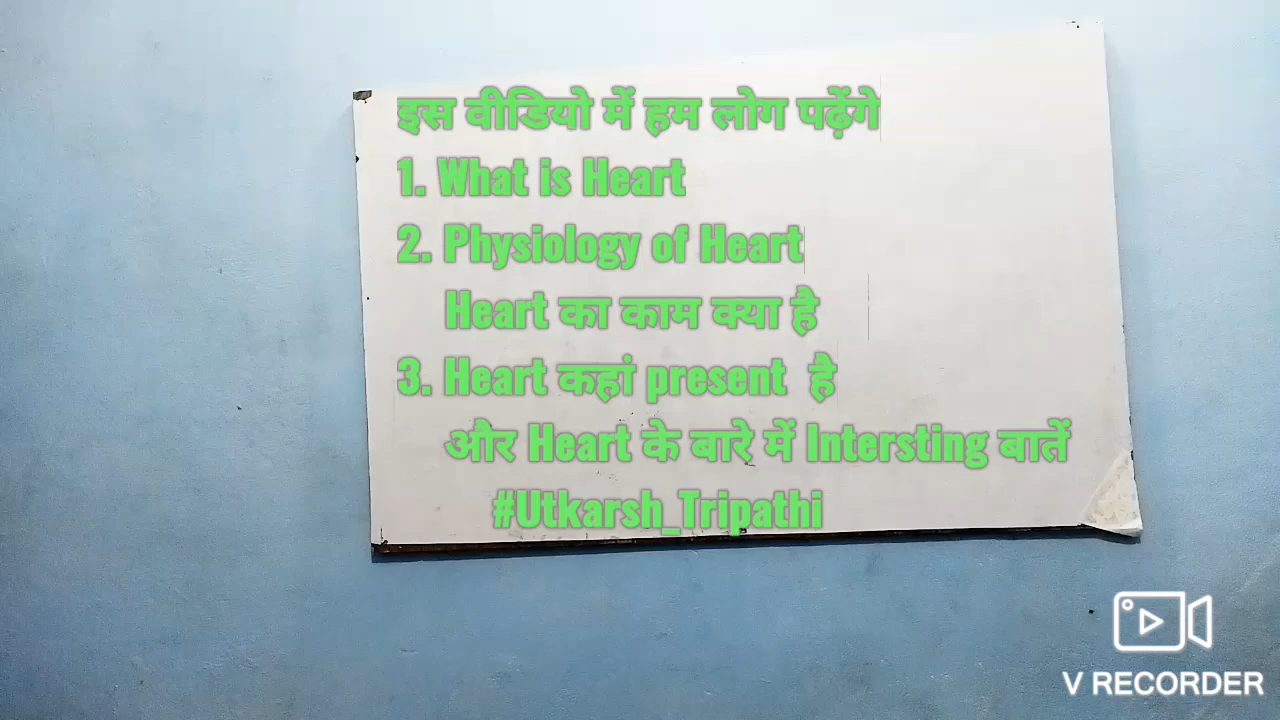 इस वीडियो में हम लोग पढ़ेंगे
1. What is Heart
2. Physiology of Heart
Heart का काम क्या है
3. Heart कहां present है
और Heart के बारे में Intersting बातें
#Utkarsh_Tripathi
V RECORDER